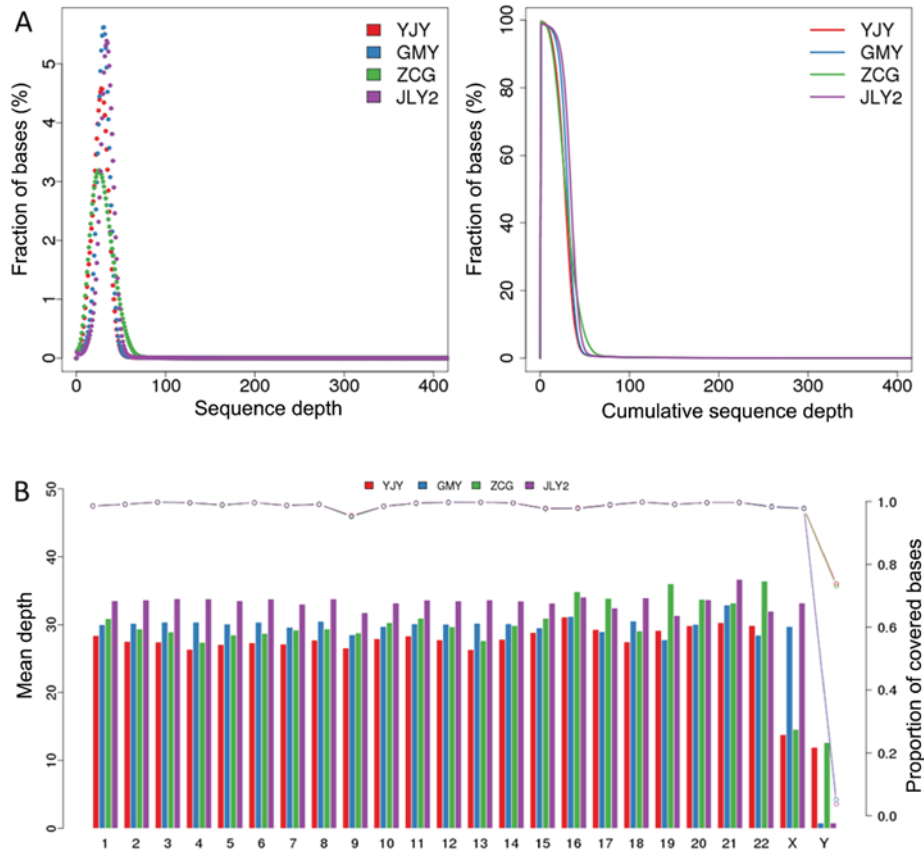 A
YJY
GMY
ZCG
JLY2
Fraction of bases (%)
5
4
3
2
1
0
0 100 200 300 400
Sequence depth
YJY
GMY
ZCG
JLY2
Fraction of bases (%)
100
80
60
40
20
0
0 100 200 300 400
Cumulative sequence depth
B
YJY GMY ZCG JLY2
Mean depth
50
40
30
20
10
0
Proportion of covered bases
1.0
0.8
0.6
0.4
0.2
0.0
1 2 3 4 5 6 7 8 9 10 11 12 13 14 15 16 17 18 19 20 21 22 X Y